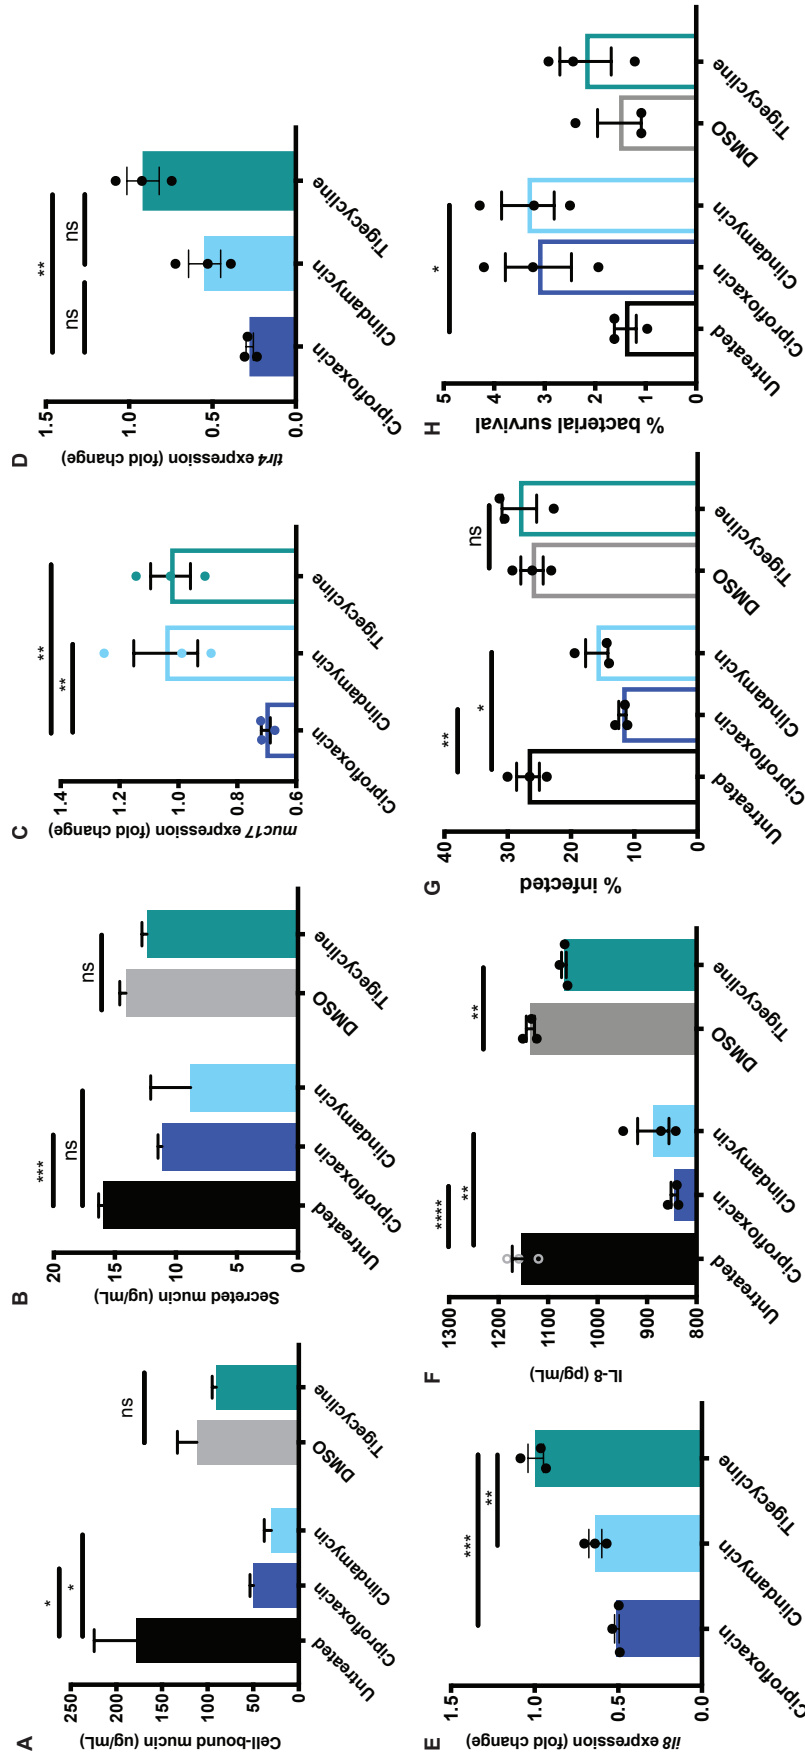 A
Cell-bound mucin (ug/mL)
250
200
150
100
50
0
*
*
ns
Untreated
Ciprofloxacin
Clindamycin
DMSO
Tigecycline
B
Secreted mucin (ug/mL)
20
15
10
5
0
***
ns
ns
Untreated
Ciprofloxacin
Clindamycin
DMSO
Tigecycline
C
muc17 expression (fold change)
1.4
1.2
1.0
0.8
0.6
**
**
Ciprofloxacin
Clindamycin
Tigecycline
D
tlr4 expression (fold change)
1.5
1.0
0.5
0.0
**
ns
ns
Ciprofloxacin
Clindamycin
Tigecycline
E
il8 expression (fold change)
1.5
1.0
0.5
0.0
***
**
Ciprofloxacin
Clindamycin
Tigecycline
F
IL-8 (pg/mL)
1300
1200
1100
1000
900
800
****
**
**
Untreated
Ciprofloxacin
Clindamycin
DMSO
Tigecycline
G
% infected
40
30
20
10
0
**
*
ns
Untreated
Ciprofloxacin
Clindamycin
DMSO
Tigecycline
H
% bacterial survival
5
4
3
2
1
0
*
Untreated
Ciprofloxacin
Clindamycin
DMSO
Tigecycline